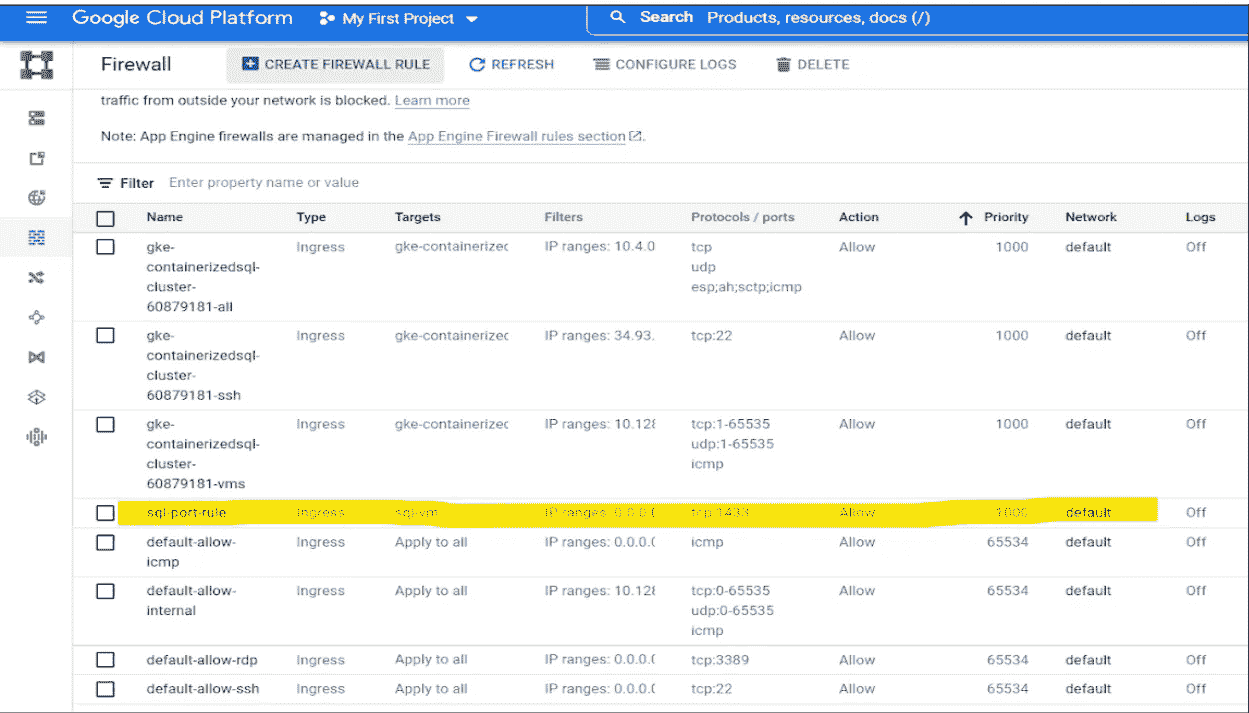 Google Cloud Platform My First Project Search Products, resources, docs (/)
Firewall CREATE FIREWALL RULE REFRESH CONFIGURE LOGS DELETE
traffic from outside your network is blocked. Learn more
Note: App Engine firewalls are managed in the App Engine Firewall rules section.
Filter Enter property name or value
Name Type Targets Filters Protocols / ports Action Priority Network Logs
gke- Ingress gke-containerizec IP ranges: 10.4.0 tcp Allow 1000 default Off
containerizedsql- udp
cluster- esp;ah;sctp;icmp
60879181-all
gke- Ingress gke-containerizec IP ranges: 34.93. tcp:22 Allow 1000 default Off
containerizedsql-
cluster-
60879181-ssh
gke- Ingress gke-containerizec IP ranges: 10.128 tcp:1-65535 Allow 1000 default Off
containerizedsql- udp:1-65535
cluster- icmp
60879181-vms
sql-port-rule Ingress sql-vm IP ranges: 0.0.0.( tcp:1433 Allow 1000 default Off
default-allow- Ingress Apply to all IP ranges: 0.0.0.( icmp Allow 65534 default Off
icmp
default-allow- Ingress Apply to all IP ranges: 10.128 tcp:0-65535 Allow 65534 default Off
internal udp:0-65535
icmp
default-allow-rdp Ingress Apply to all IP ranges: 0.0.0.( tcp:3389 Allow 65534 default Off
default-allow-ssh Ingress Apply to all IP ranges: 0.0.0.( tcp:22 Allow 65534 default Off